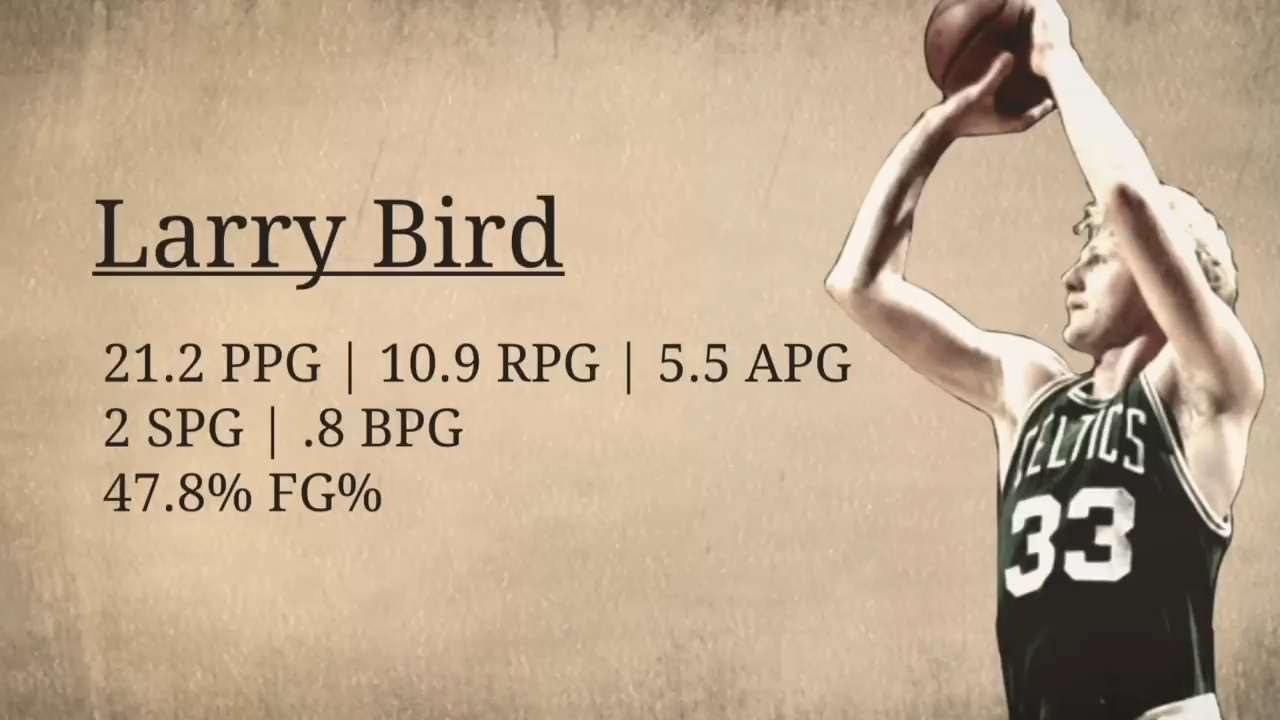 Larry Bird
21.2 PPG | 10.9 RPG | 5.5 APG
2 SPG | .8 BPG
47.8% FG%
CELTICS
33